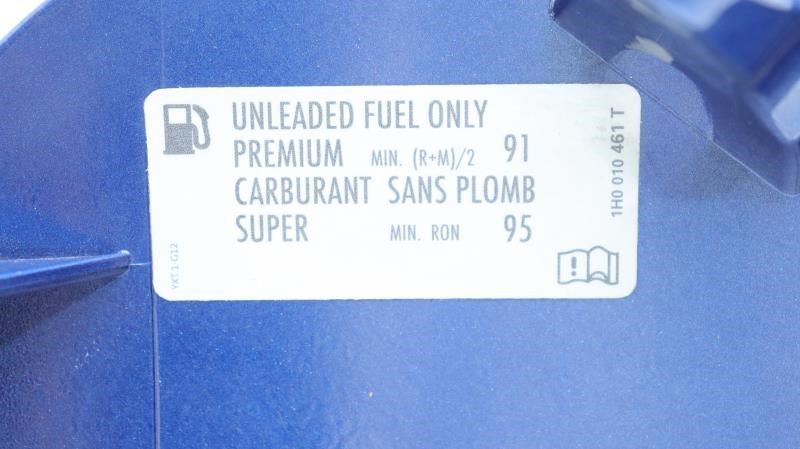 UNLEADED FUEL ONLY
PREMIUM MIN. (R+M)/2 91
CARBURANT SANS PLOMB
SUPER MIN. RON 95
1H0 010 461 T
YXT 1 G12